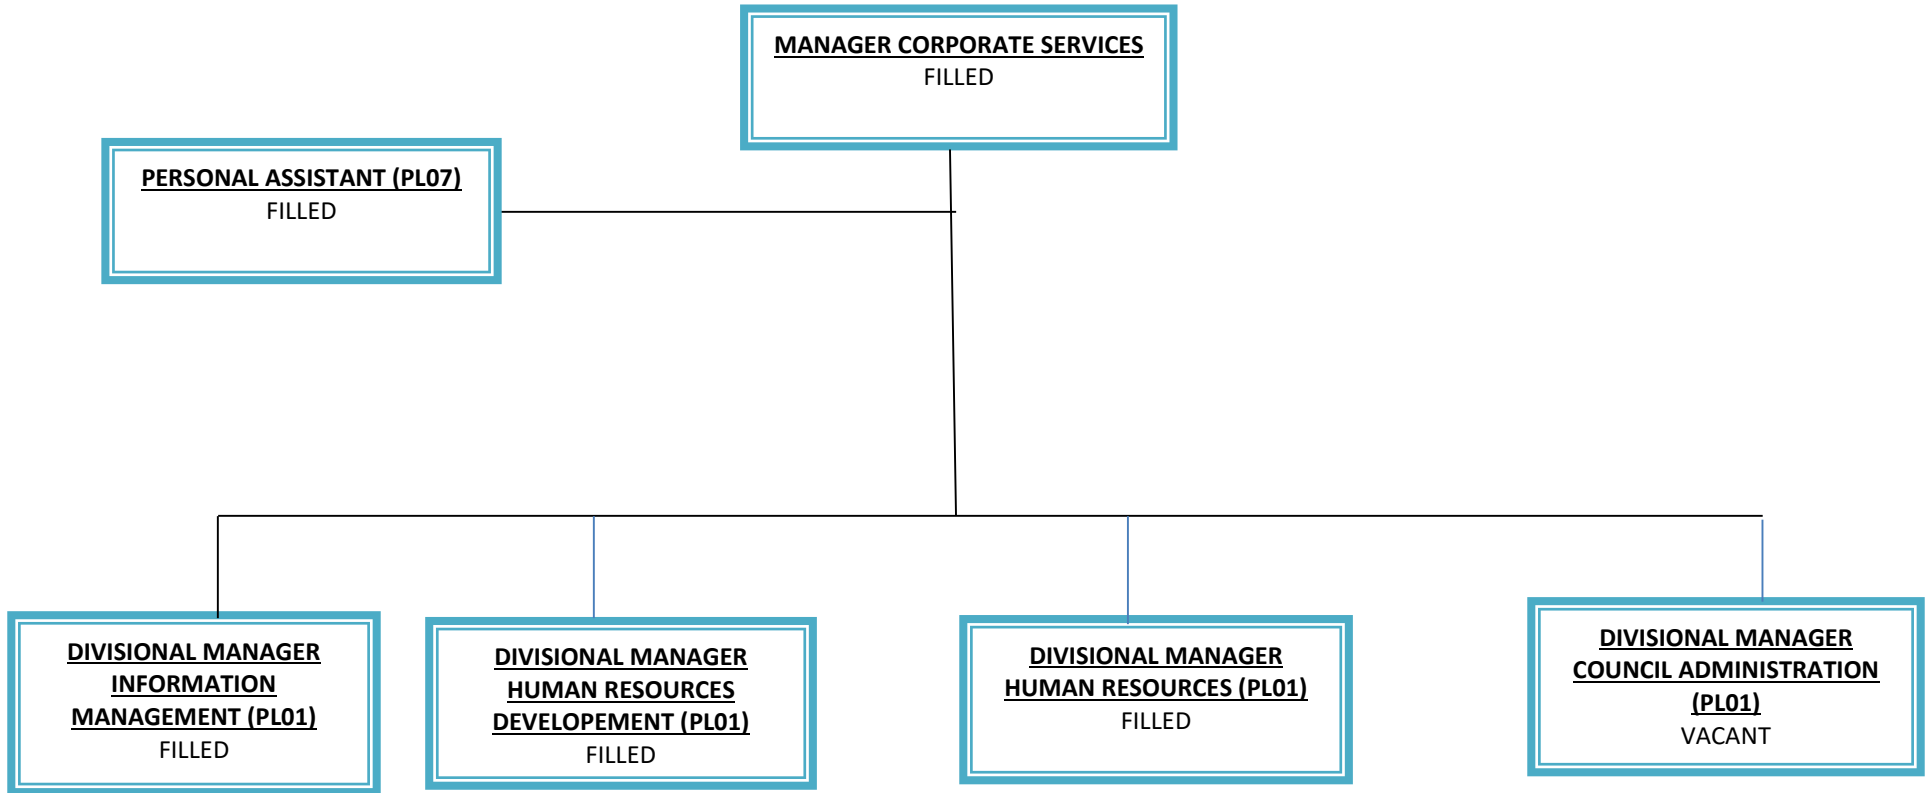 MANAGER CORPORATE SERVICES
FILLED
PERSONAL ASSISTANT (PL07)
FILLED
DIVISIONAL MANAGER
INFORMATION
MANAGEMENT (PL01)
FILLED
DIVISIONAL MANAGER
HUMAN RESOURCES
DEVELOPEMENT (PL01)
FILLED
DIVISIONAL MANAGER
HUMAN RESOURCES (PL01)
FILLED
DIVISIONAL MANAGER
COUNCIL ADMINISTRATION
(PL01)
VACANT